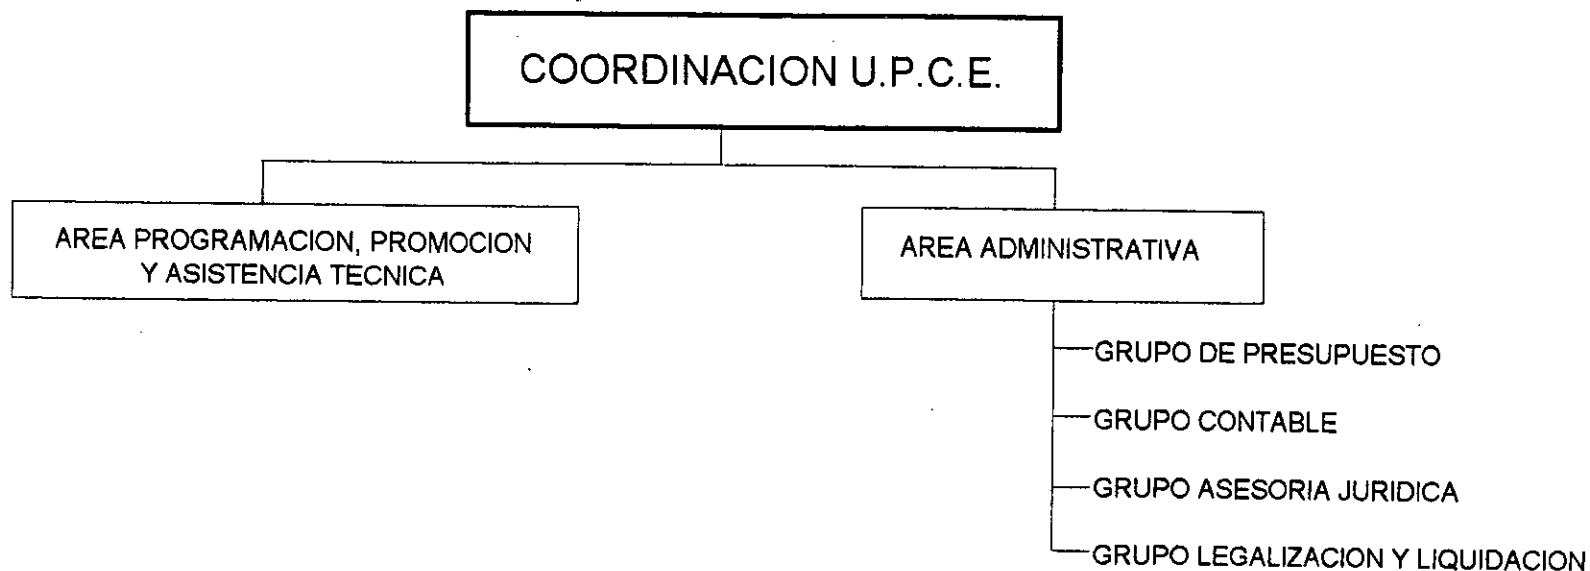 COORDINACION U.P.C.E.
AREA PROGRAMACION, PROMOCION
Y ASISTENCIA TECNICA
AREA ADMINISTRATIVA
GRUPO DE PRESUPUESTO
GRUPO CONTABLE
GRUPO ASESORIA JURIDICA
GRUPO LEGALIZACION Y LIQUIDACION